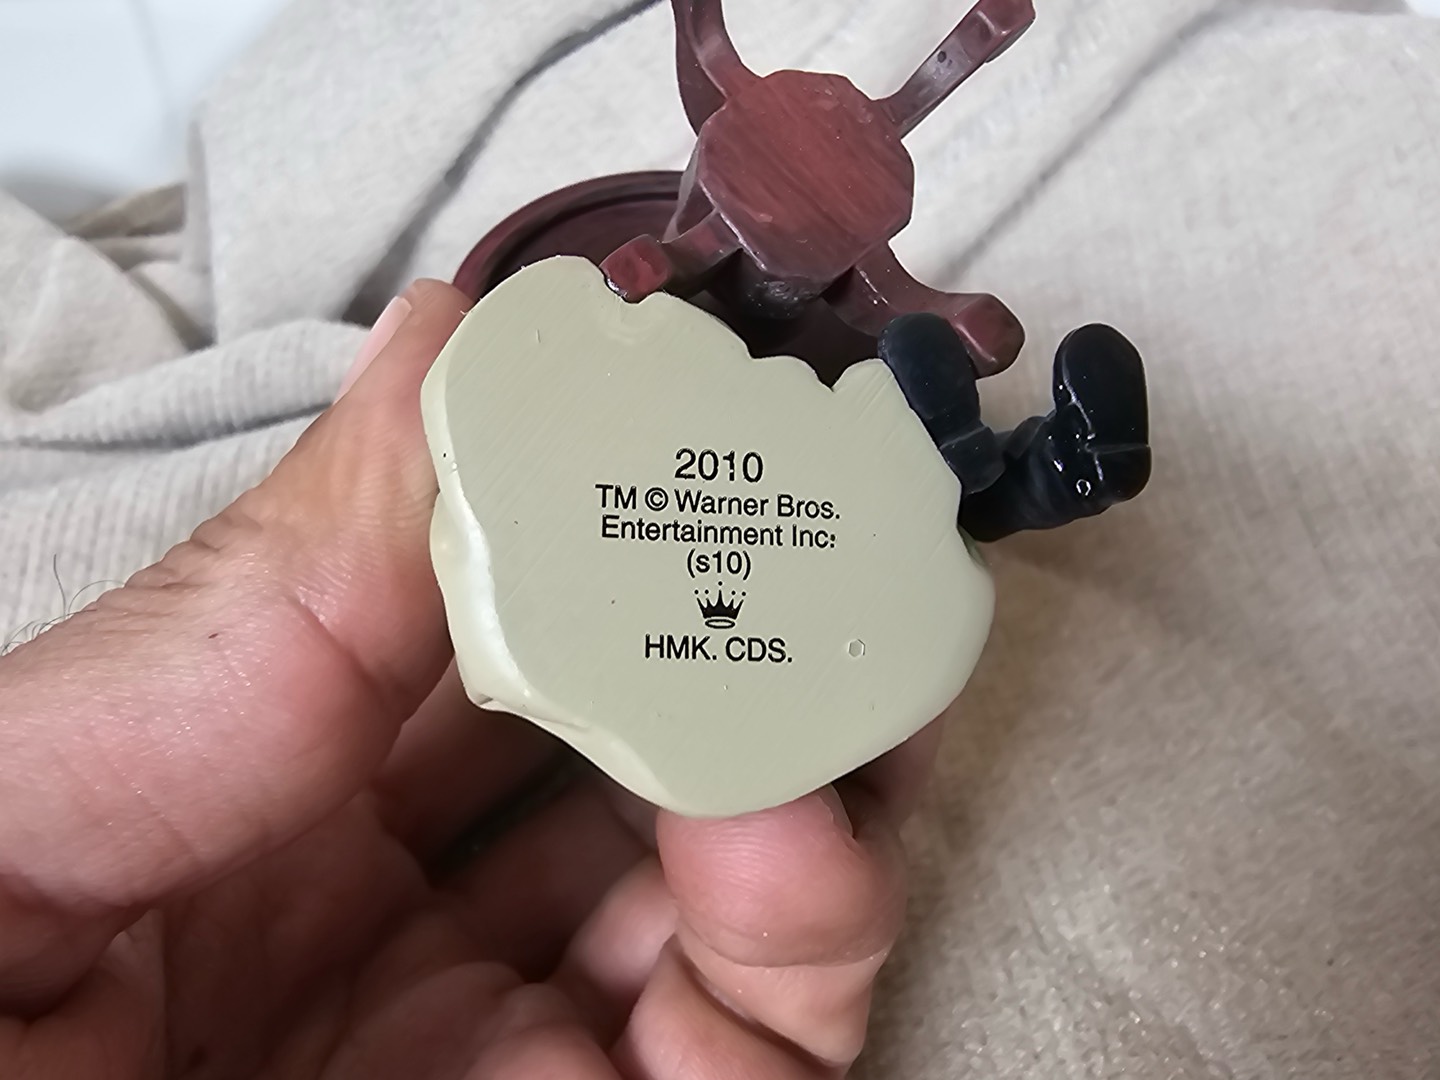 2010
TM © Warner Bros.
Entertainment Inc.
(s10)
HMK. CDS.